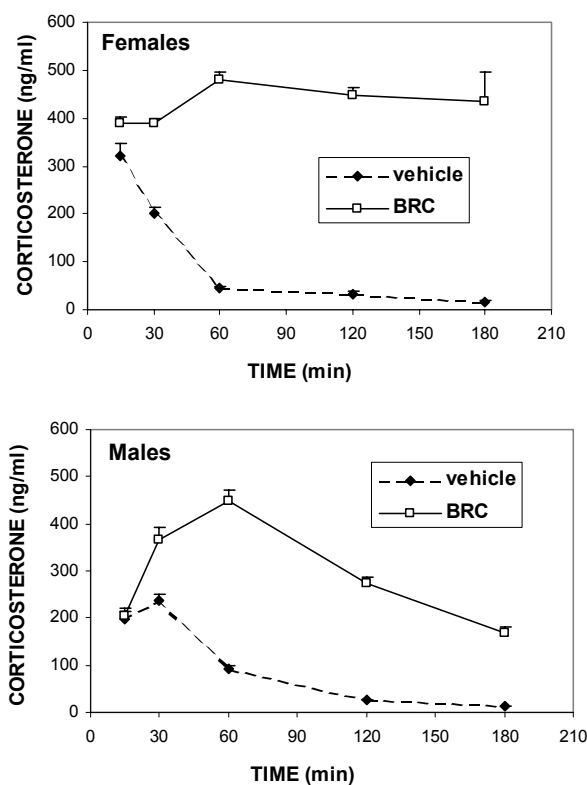 Females
CORTICOSTERONE (ng/ml)
600
500
400
300
200
100
0
vehicle
BRC
0 30 60 90 120 150 180 210
TIME (min)
Males
CORTICOSTERONE (ng/ml)
600
500
400
300
200
100
0
vehicle
BRC
0 30 60 90 120 150 180 210
TIME (min)